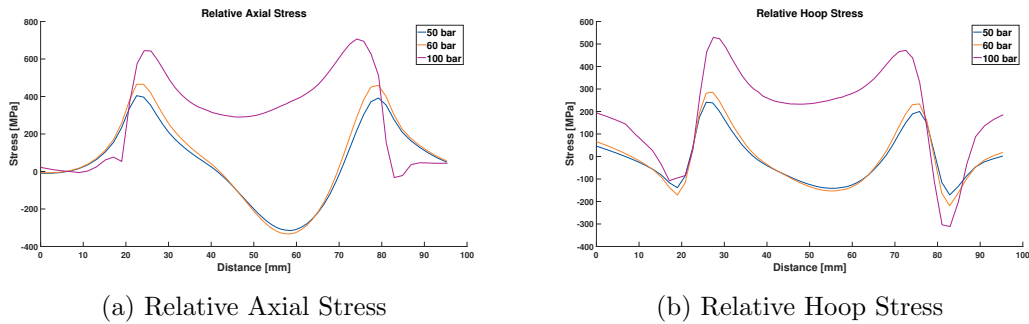 Relative Axial Stress
800
600
400
200
0
-200
-400
Stress [MPa]
0 10 20 30 40 50 60 70 80 90 100
Distance [mm]
50 bar
60 bar
100 bar
(a) Relative Axial Stress
Relative Hoop Stress
600
500
400
300
200
100
0
-100
-200
-300
-400
Stress [MPa]
0 10 20 30 40 50 60 70 80 90 100
Distance [mm]
50 bar
60 bar
100 bar
(b) Relative Hoop Stress